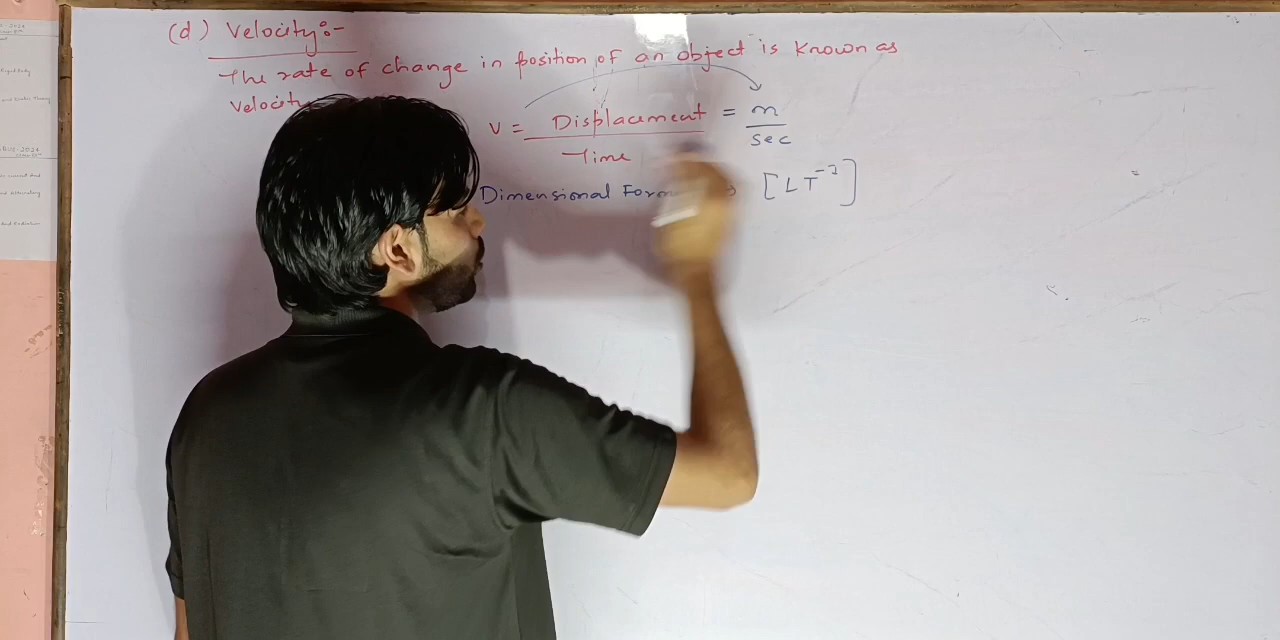 (d) Velocity:-
The rate of change in position of an object is known as
Velocity
v = Displacement = m
Time sec
Dimensional Form [LT⁻¹]